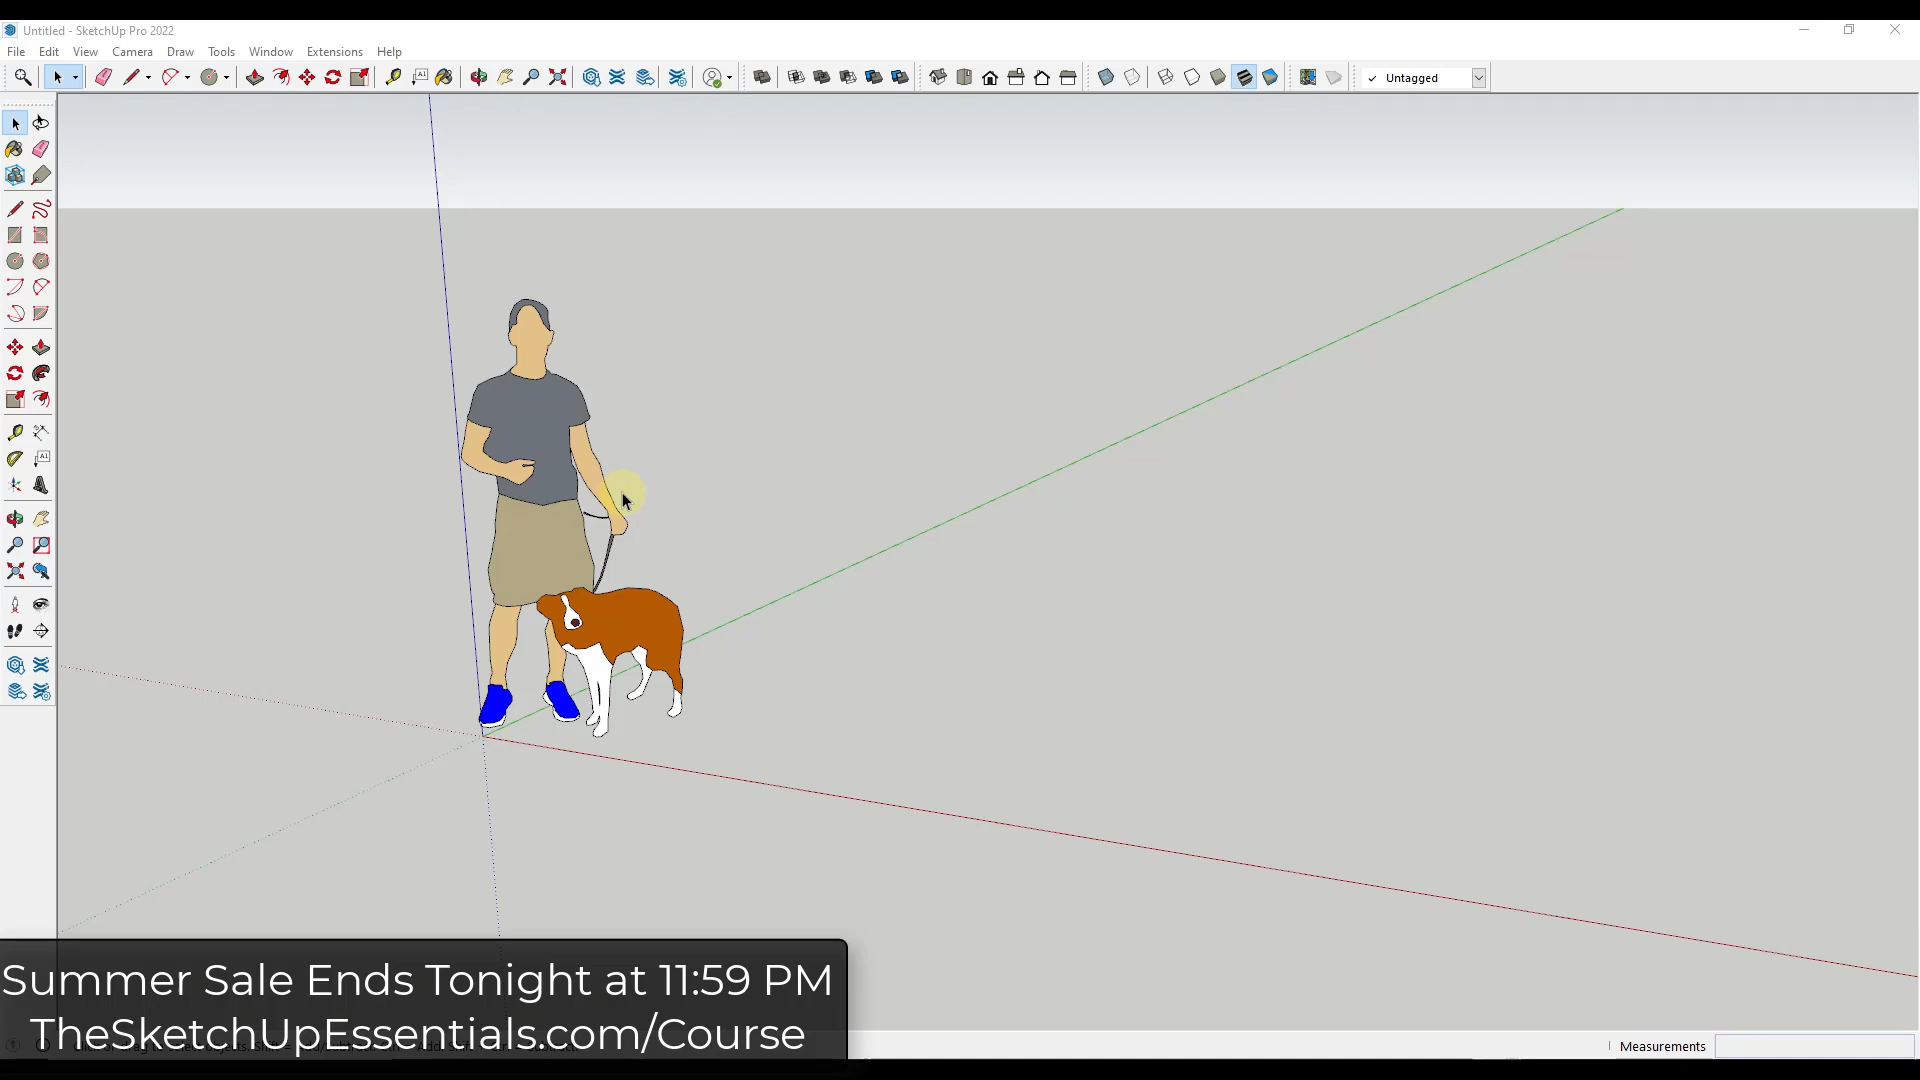 Untitled - SketchUp Pro 2022
File Edit View Camera Draw Tools Window Extensions Help
Untagged
Summer Sale Ends Tonight at 11:59 PM
TheSketchUpEssentials.com/Course
Measurements